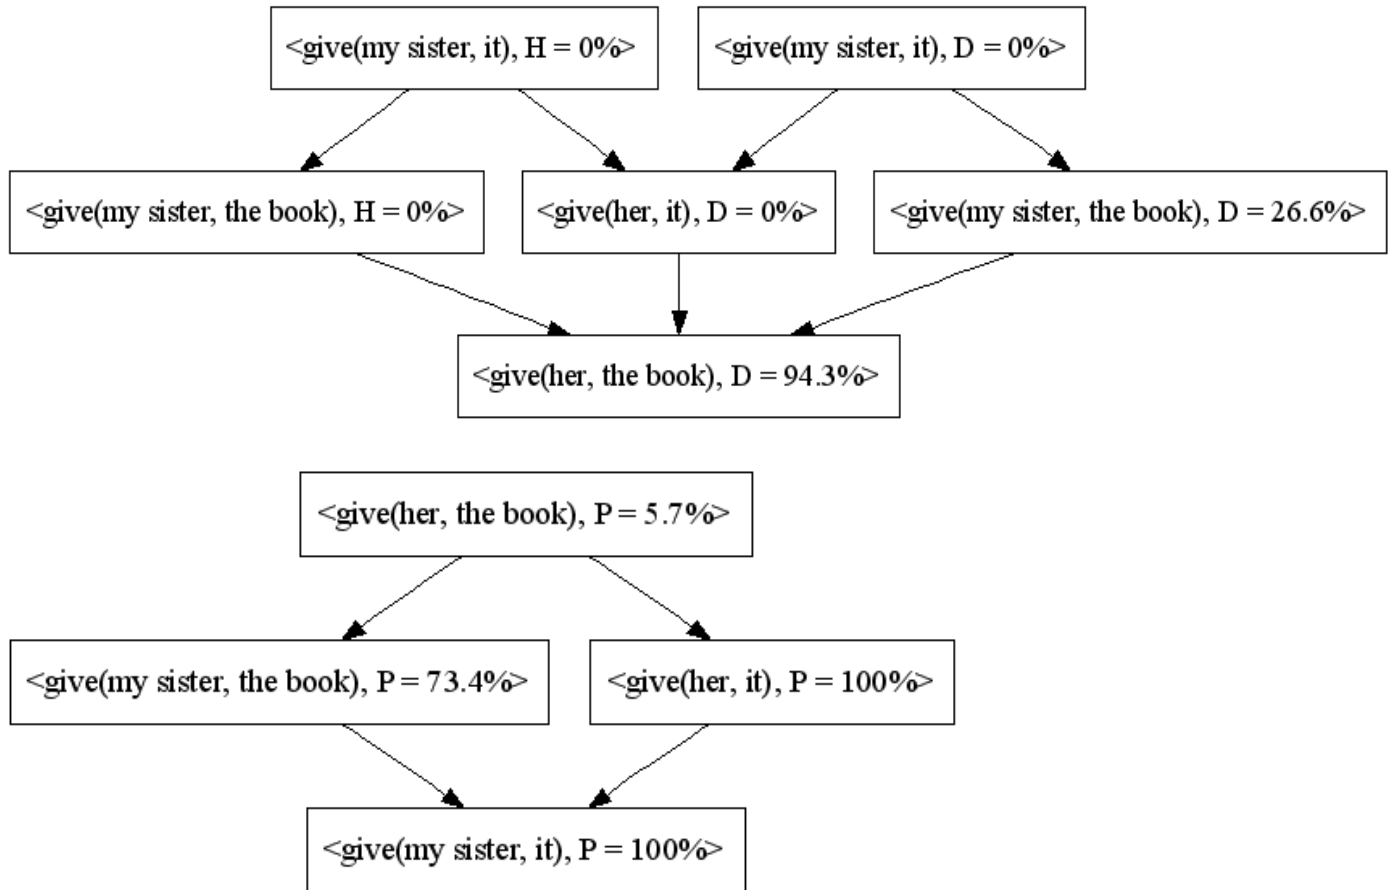 <give(my sister, it), H = 0%>
<give(my sister, it), D = 0%>
<give(my sister, the book), H = 0%>
<give(her, it), D = 0%>
<give(my sister, the book), D = 26.6%>
<give(her, the book), D = 94.3%>
<give(her, the book), P = 5.7%>
<give(my sister, the book), P = 73.4%>
<give(her, it), P = 100%>
<give(my sister, it), P = 100%>